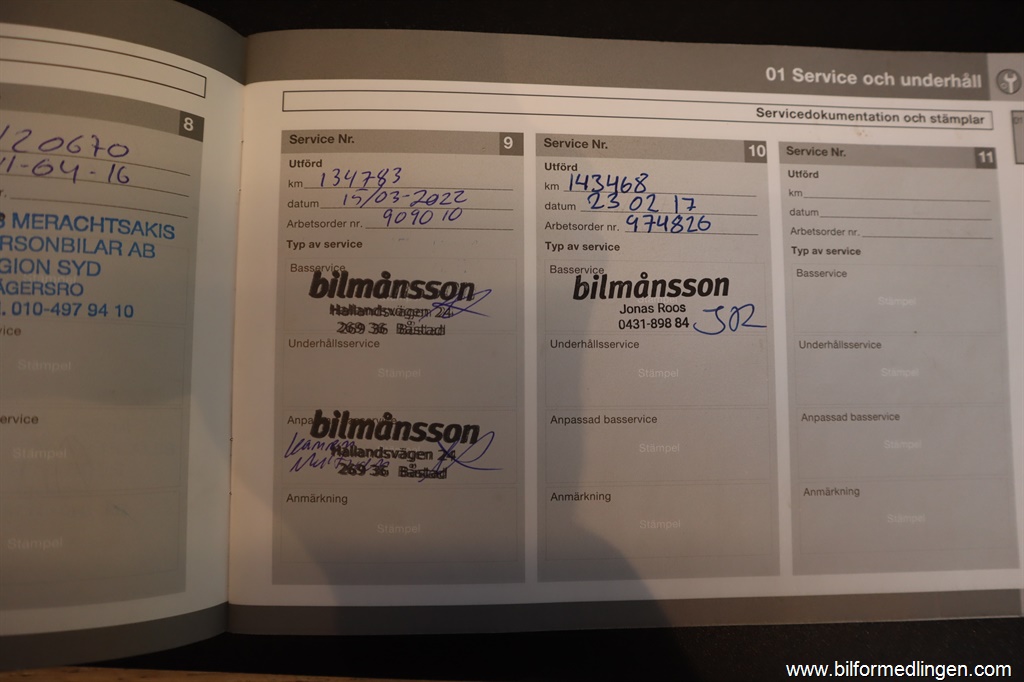 01 Service och underhåll
Servicedokumentation och stämplar
8
120670
1-04-16
MERACHTSAKIS
RSONBILAR AB
GION SYD
ÄGERSRO
l. 010-497 94 10
vice
Stämpel
ervice
Stämpel
Stämpel
Service Nr. 9
Utförd
km 134783
datum 15/03-2022
Arbetsorder nr. 909010
Typ av service
Basservice
bilmånsson
Hallandsvägen 24
269 36 Båstad
Underhållsservice
Stämpel
bilmånsson
Hallandsvägen 24
269 36 Båstad
Anmärkning
Stämpel
Service Nr. 10
Utförd
km 143468
datum 23 02 17
Arbetsorder nr. 974826
Typ av service
Basservice
bilmånsson
Jonas Roos
0431-898 84 JR
Underhållsservice
Stämpel
Anpassad basservice
Stämpel
Anmärkning
Stämpel
Service Nr. 11
Utförd
km
datum
Arbetsorder nr.
Typ av service
Basservice
Stämpel
Underhållsservice
Stämpel
Anpassad basservice
Stämpel
Anmärkning
Stämpel
www.bilformedlingen.com